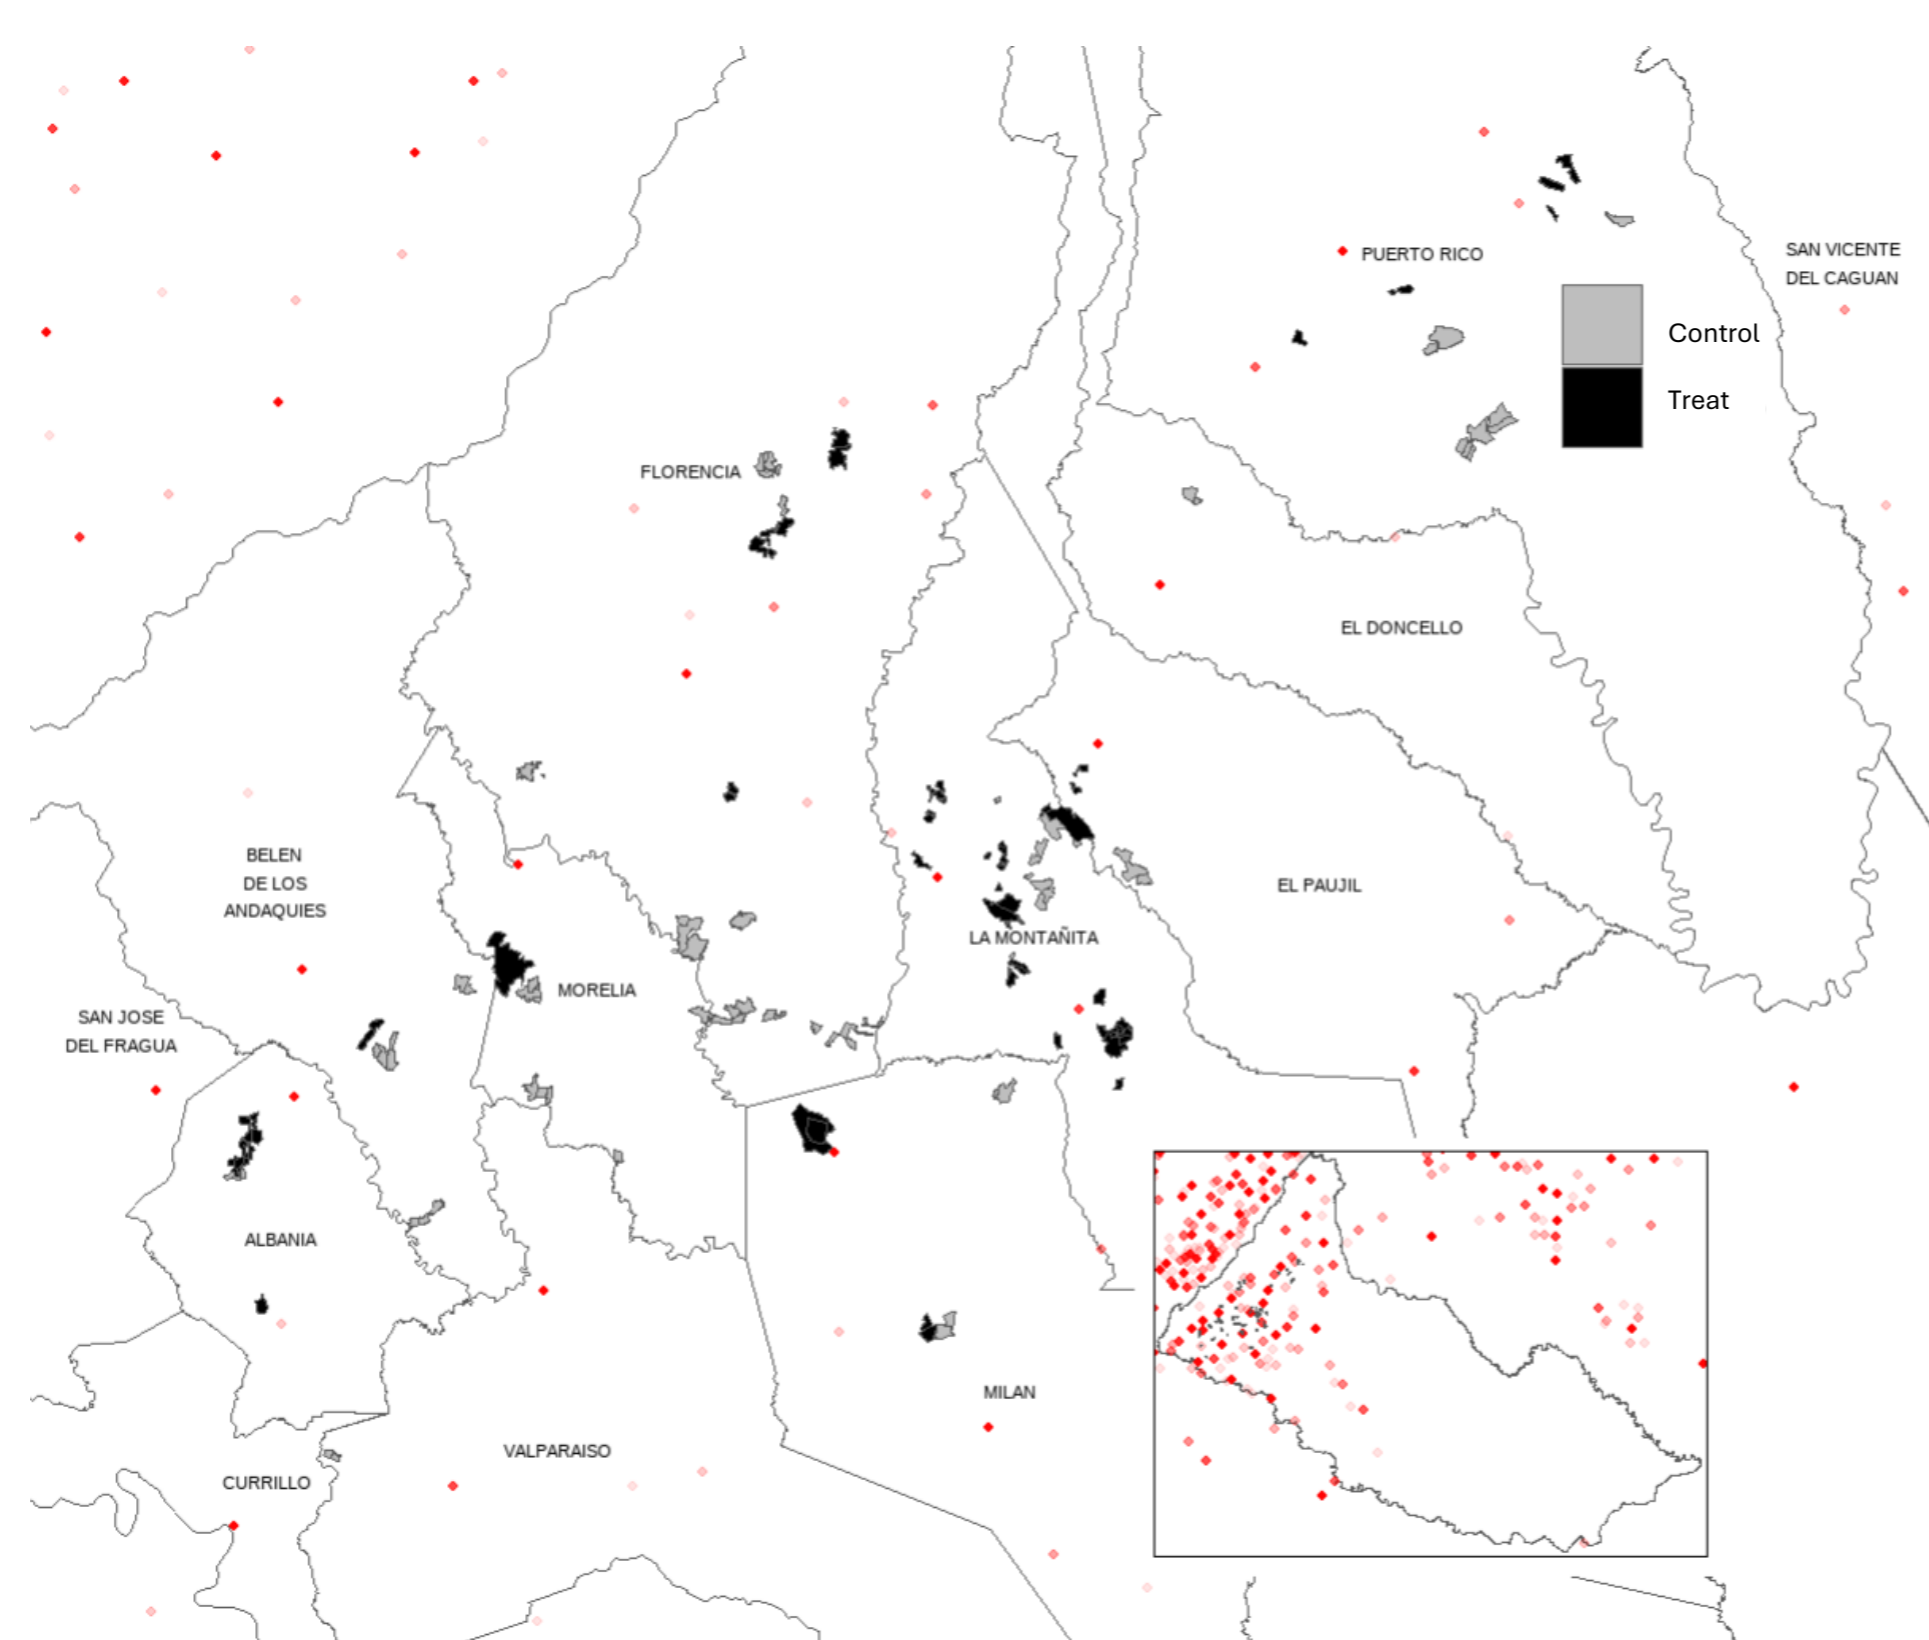 PUERTO RICO
SAN VICENTE
DEL CAGUAN
Control
Treat
FLORENCIA
EL DONCELLO
BELEN
DE LOS
ANDAQUIES
EL PAUJIL
LA MONTAÑITA
MORELIA
SAN JOSE
DEL FRAGUA
ALBANIA
MILAN
VALPARAISO
CURRILLO